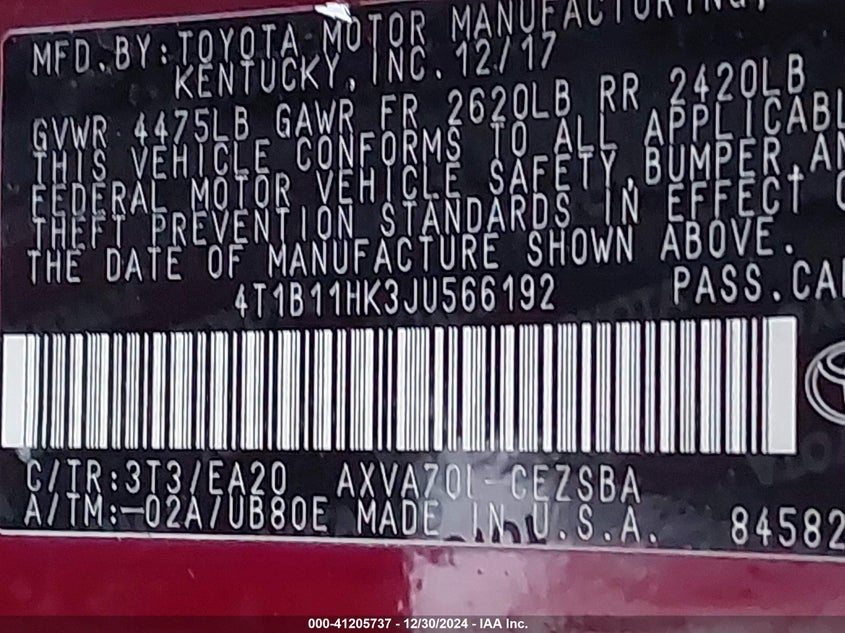 MFD. BY: TOYOTA MOTOR MANUFACTURING,
KENTUCKY, INC. 12/17
GVWR 4475LB GAWR FR 2620LB RR 2420LB
THIS VEHICLE CONFORMS TO ALL APPLICABL
FEDERAL MOTOR VEHICLE SAFETY, BUMPER, AN
THEFT PREVENTION STANDARDS IN EFFECT O
THE DATE OF MANUFACTURE SHOWN ABOVE.
4T1B11HK3JU566192 PASS.CA
C/TR:3T3/EA20 AXVA70L-CEZSBA
A/TM:-02A/UB80E MADE IN U.S.A. 84582
000-41205737 - 12/30/2024 - IAA Inc.